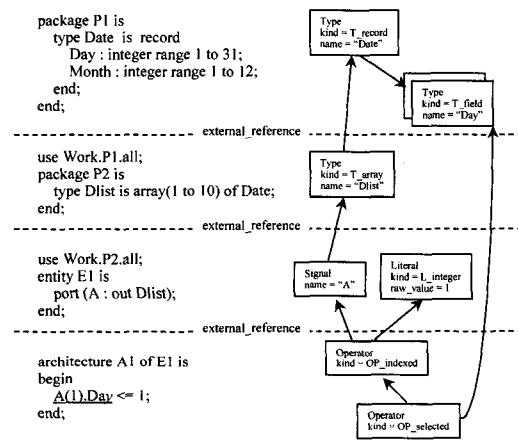 package P1 is
type Date is record
Day : integer range 1 to 31;
Month : integer range 1 to 12;
end;
end;
Type
kind = T_record
name = "Date"
Type
kind = T_field
name = "Day"
external_reference
use Work.P1.all;
package P2 is
type Dlist is array(1 to 10) of Date;
end;
Type
kind = T_array
name = "Dlist"
external_reference
use Work.P2.all;
entity E1 is
port (A : out Dlist);
end;
Signal
name = "A"
Literal
kind = L_integer
raw_value = 1
external_reference
architecture A1 of E1 is
begin
A(1).Day <= 1;
end;
Operator
kind = OP_indexed
Operator
kind = OP_selected